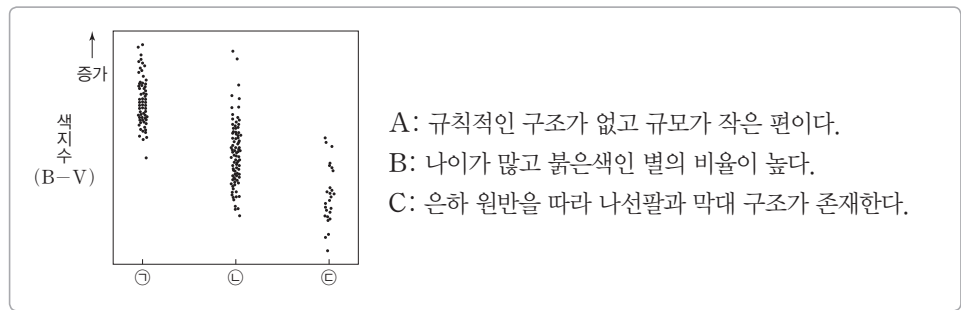 증가
색지수
(B-V)
㉠ ㉡ ㉢
A: 규칙적인 구조가 없고 규모가 작은 편이다.
B: 나이가 많고 붉은색인 별의 비율이 높다.
C: 은하 원반을 따라 나선팔과 막대 구조가 존재한다.